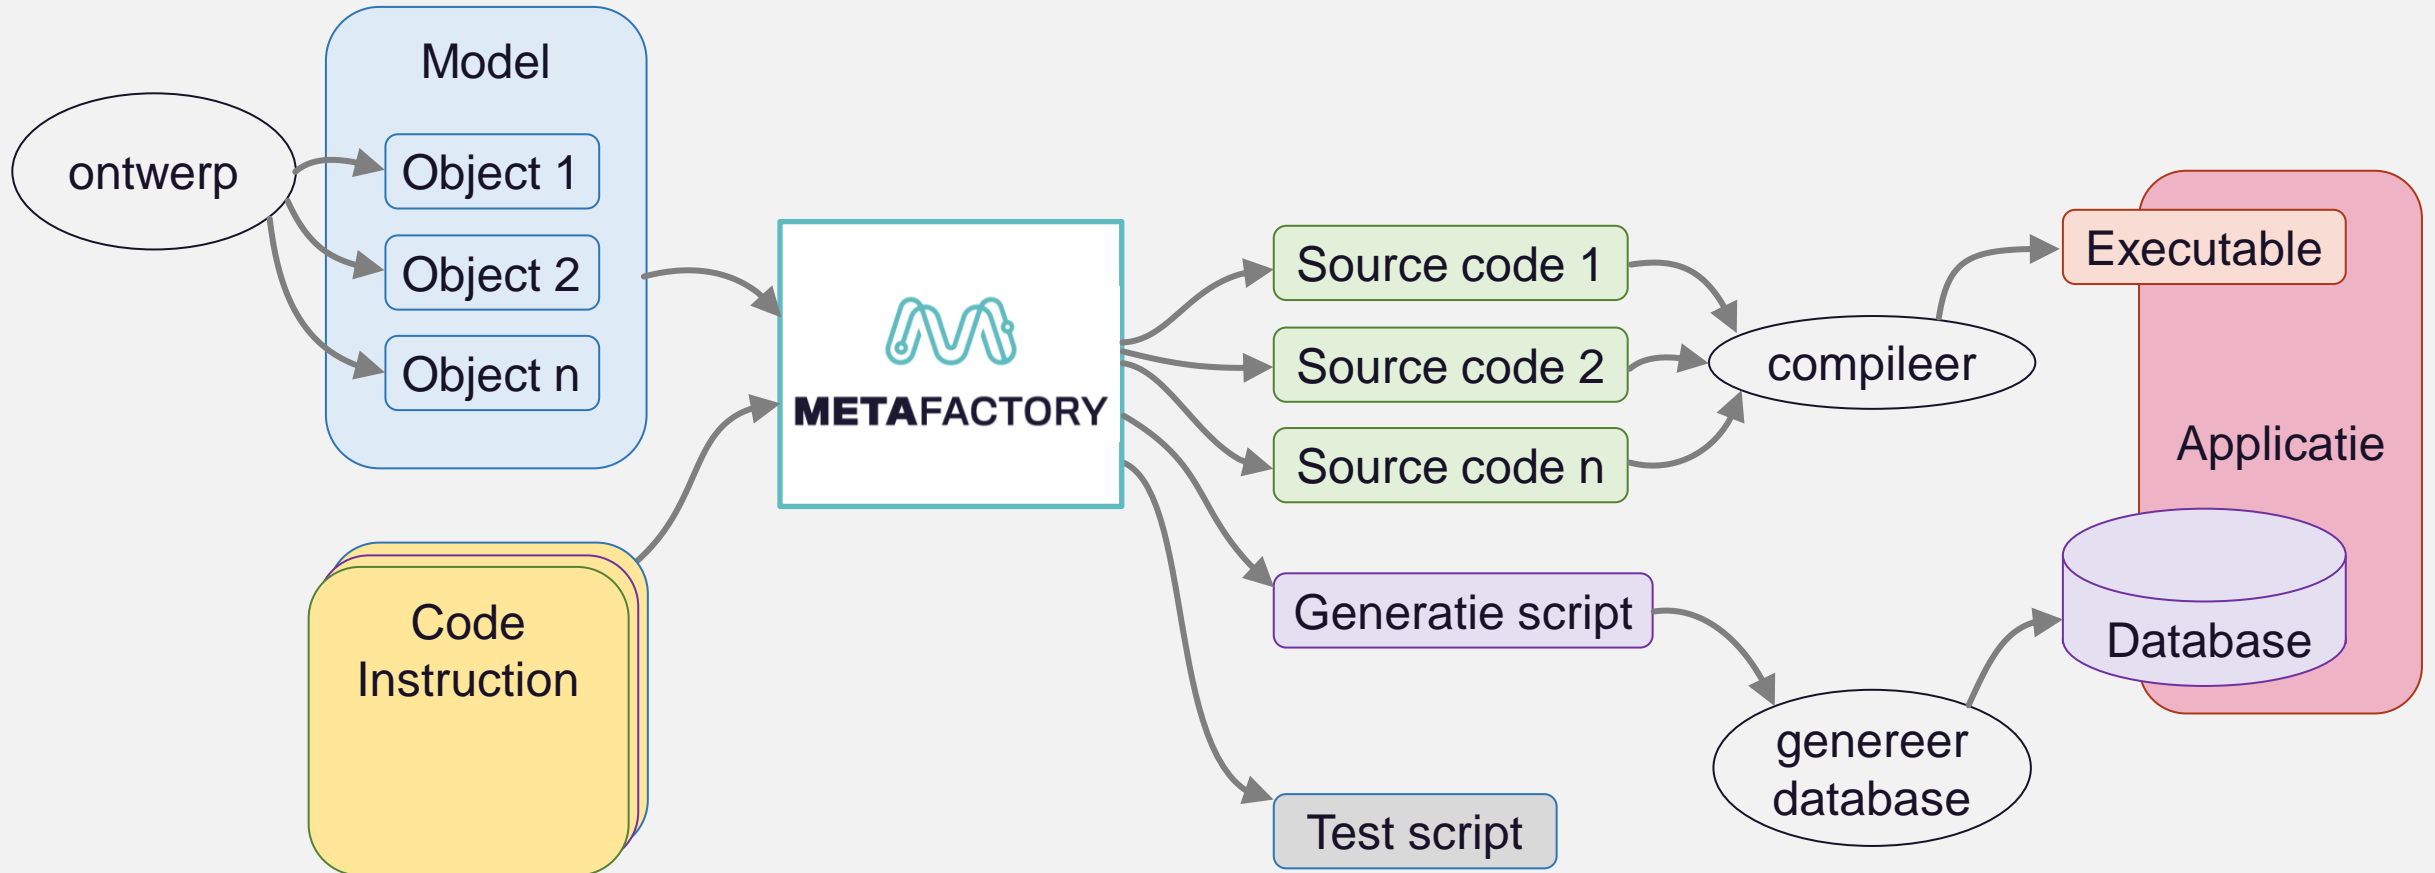 Model
ontwerp
Object 1
Object 2
Object n
Code
Instruction
METAFACTORY
Source code 1
Source code 2
Source code n
Generatie script
Test script
compileer
genereer
database
Executable
Applicatie
Database